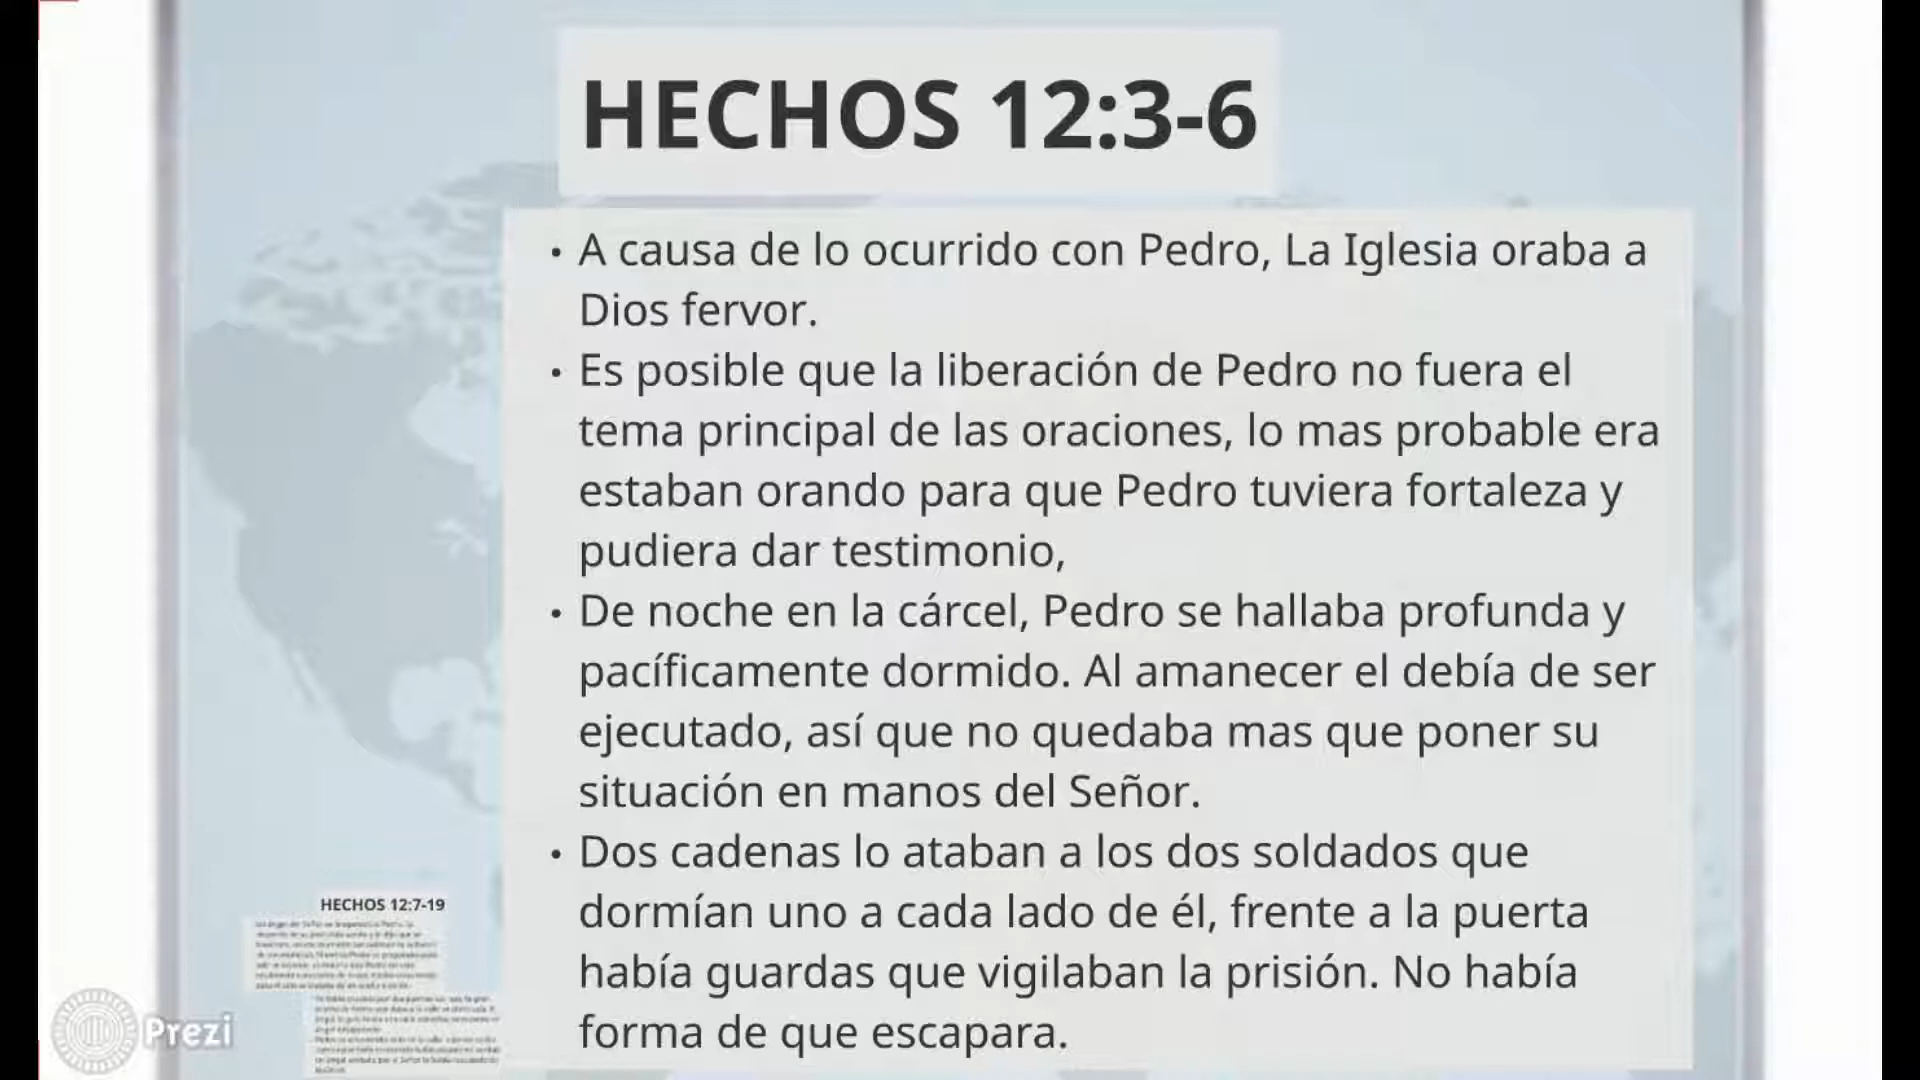 HECHOS 12:3-6
• A causa de lo ocurrido con Pedro, La Iglesia oraba a
Dios fervor.
• Es posible que la liberación de Pedro no fuera el
tema principal de las oraciones, lo mas probable era
estaban orando para que Pedro tuviera fortaleza y
pudiera dar testimonio,
• De noche en la cárcel, Pedro se hallaba profunda y
pacíficamente dormido. Al amanecer el debía de ser
ejecutado, así que no quedaba mas que poner su
situación en manos del Señor.
• Dos cadenas lo ataban a los dos soldados que
dormían uno a cada lado de él, frente a la puerta
había guardas que vigilaban la prisión. No había
forma de que escapara.
HECHOS 12:7-19
Prezi